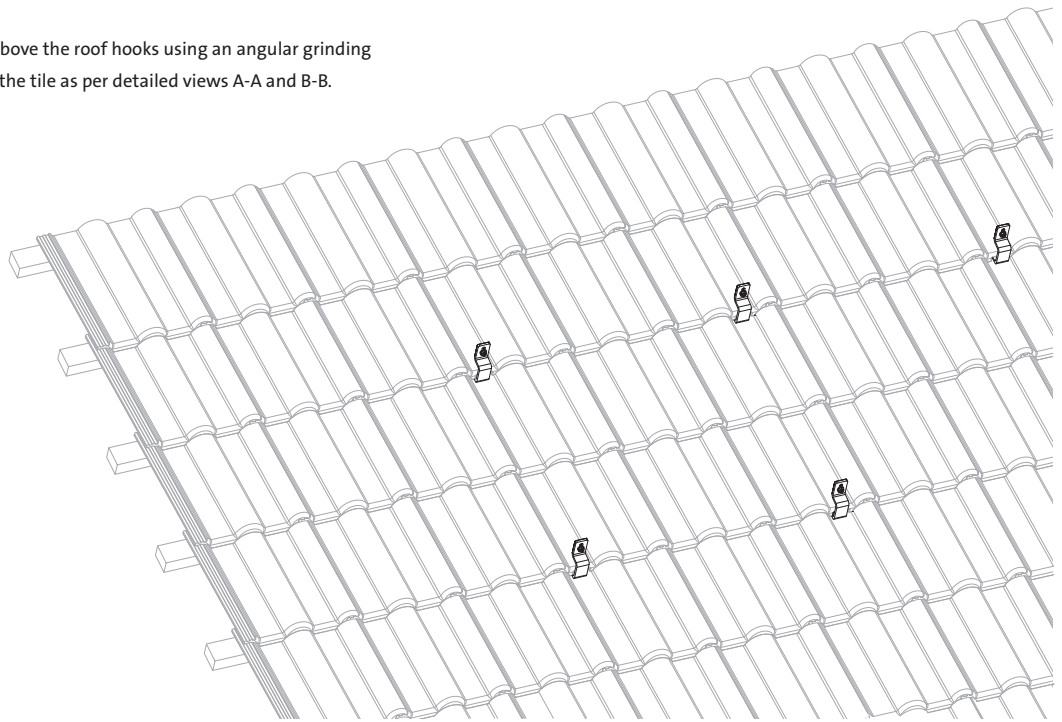 bove the roof hooks using an angular grinding
the tile as per detailed views A-A and B-B.